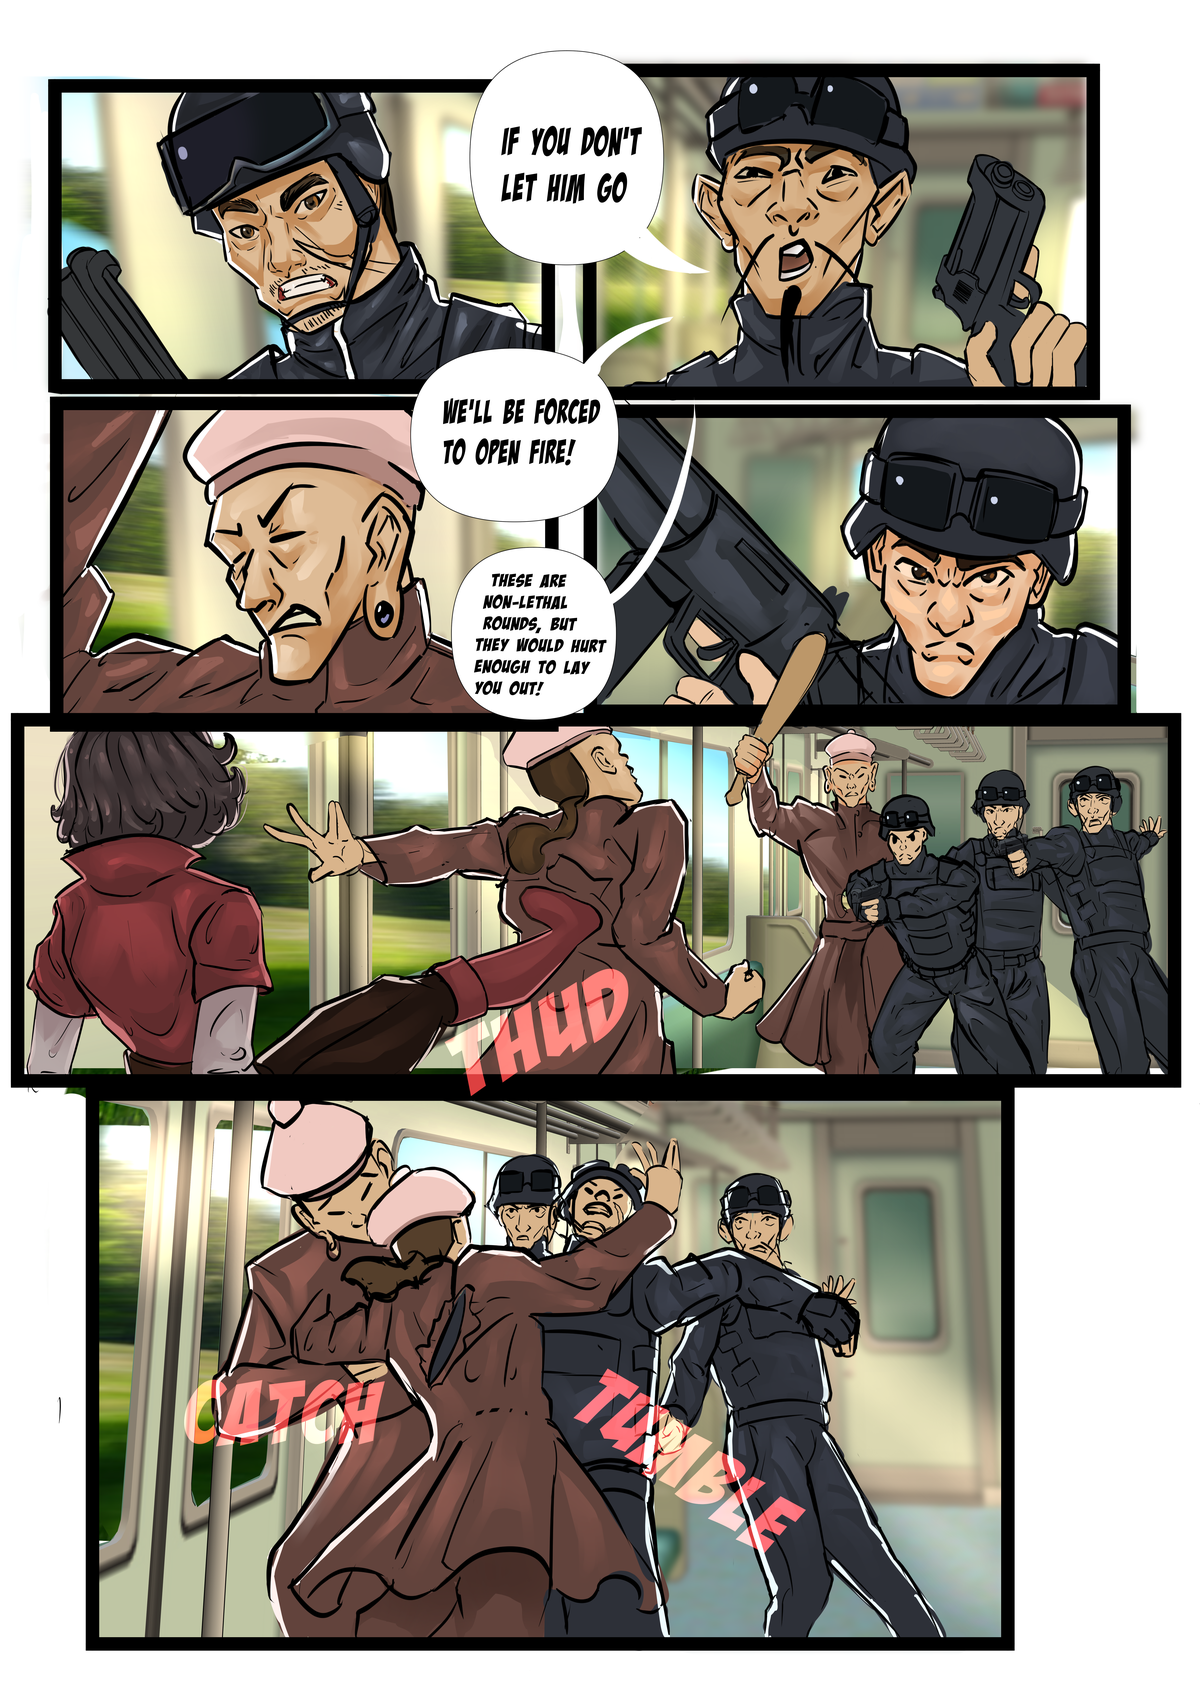 IF YOU DON'T
LET HIM GO
WE'LL BE FORCED
TO OPEN FIRE!
THESE ARE
NON-LETHAL
ROUNDS, BUT
THEY WOULD HURT
ENOUGH TO LAY
YOU OUT!
THUD
CATCH
TUMBLE